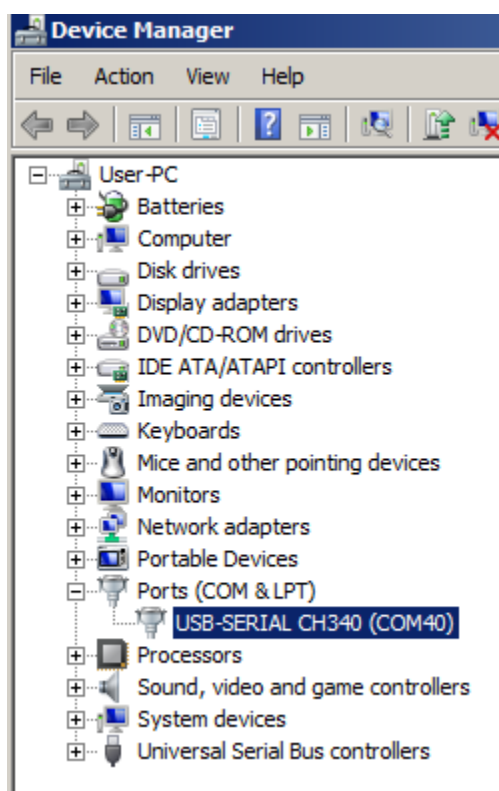 Device Manager
File Action View Help
User-PC
Batteries
Computer
Disk drives
Display adapters
DVD/CD-ROM drives
IDE ATA/ATAPI controllers
Imaging devices
Keyboards
Mice and other pointing devices
Monitors
Network adapters
Portable Devices
Ports (COM & LPT)
USB-SERIAL CH340 (COM40)
Processors
Sound, video and game controllers
System devices
Universal Serial Bus controllers